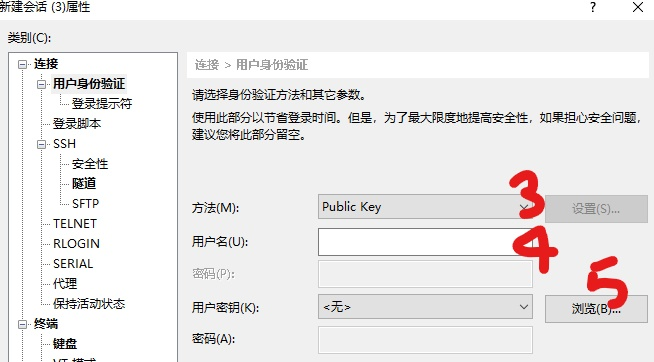 新建会话 (3)属性
?
类别(C):
连接
用户身份验证
登录提示符
登录脚本
SSH
安全性
隧道
SFTP
TELNET
RLOGIN
SERIAL
代理
保持活动状态
终端
键盘
连接 > 用户身份验证
请选择身份验证方法和其它参数。
使用此部分以节省登录时间。但是，为了最大限度地提高安全性，如果担心安全问题，
建议您将此部分留空。
方法(M): Public Key 3 设置(S)...
用户名(U): 4
密码(P): 5
用户密钥(K): <无> 浏览(B)...
密码(A):